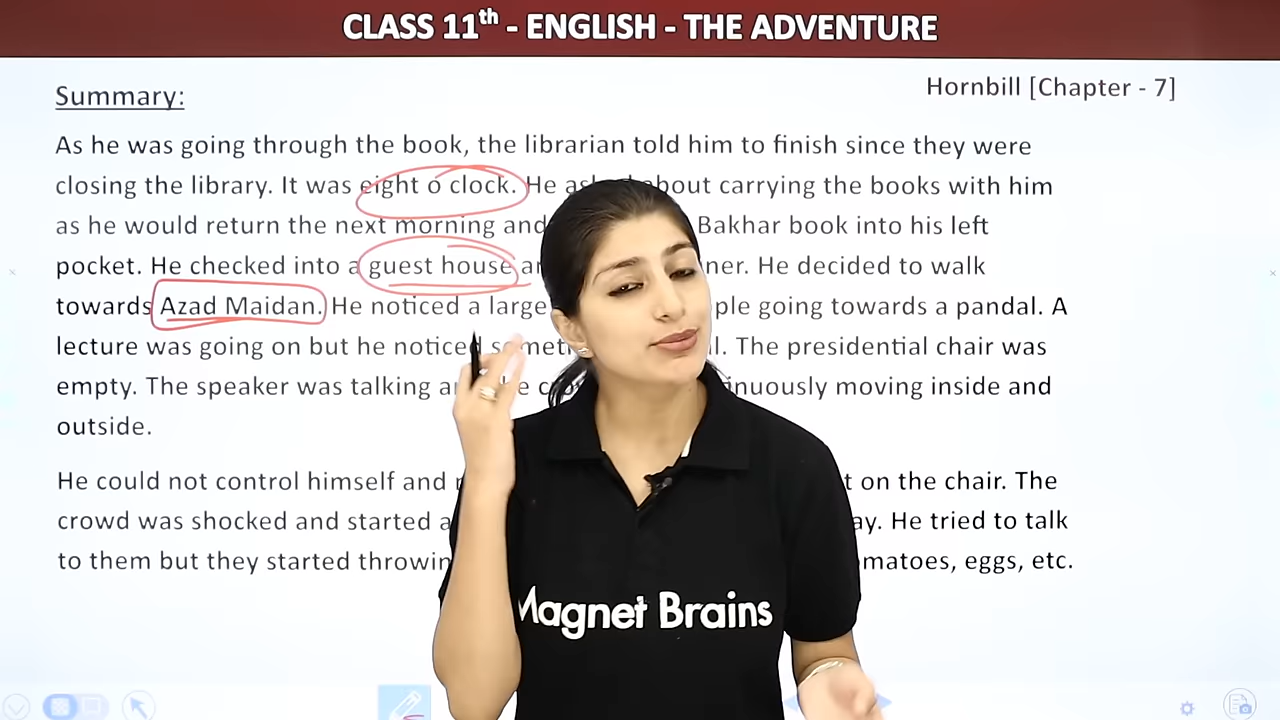 CLASS 11th - ENGLISH - THE ADVENTURE
Hornbill [Chapter - 7]
Summary:
As he was going through the book, the librarian told him to finish since they were
closing the library. It was eight o clock. He about carrying the books with him
as he would return the next morning and Bakhar book into his left
pocket. He checked into a guest house He decided to walk
towards Azad Maidan. He noticed a large going towards a pandal. A
lecture was going on but he noticed The presidential chair was
empty. The speaker was talking moving inside and
outside.
He could not control himself and on the chair. The
crowd was shocked and started He tried to talk
to them but they started eggs, etc.
Magnet Brains